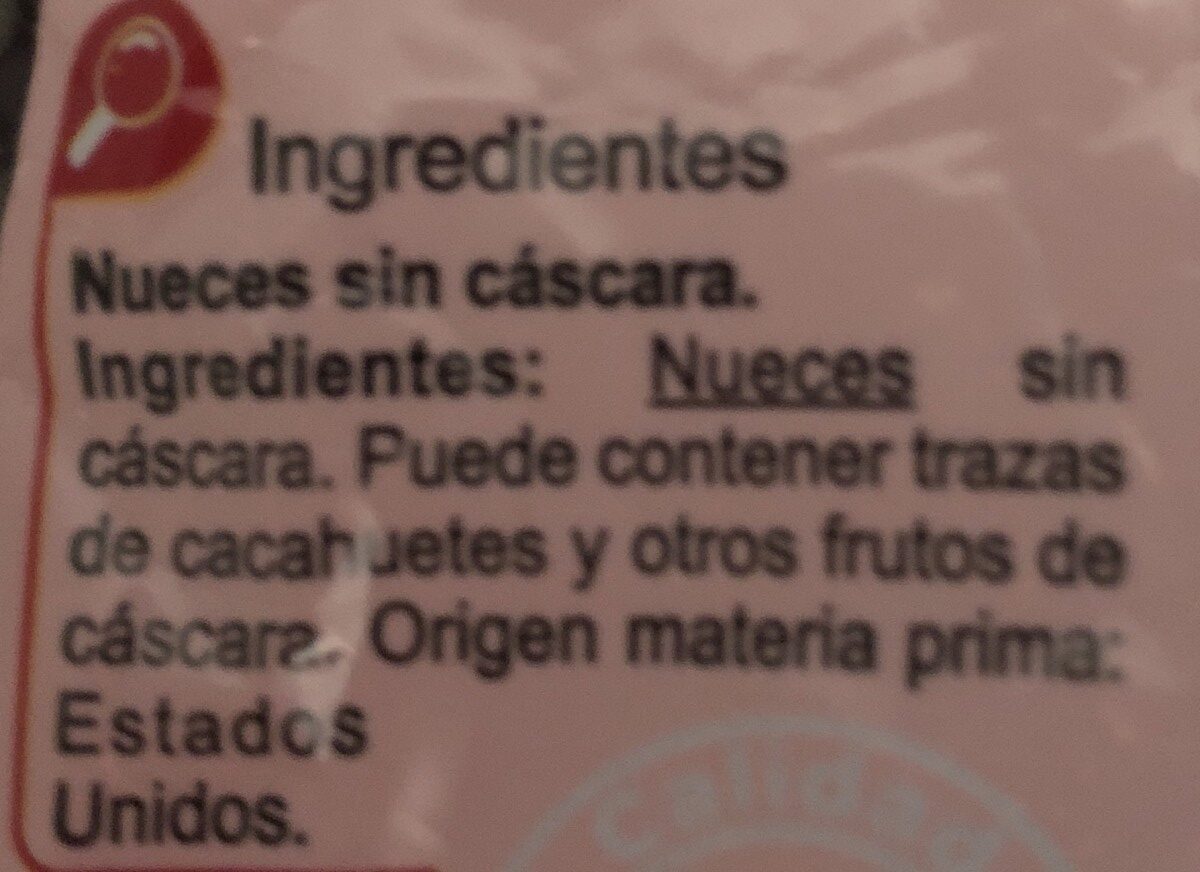 Ingredientes
Nueces sin cáscara.
Ingredientes: Nueces sin
cáscara. Puede contener trazas
de cacahuetes y otros frutos de
cáscara. Origen materia prima:
Estados
Unidos.
Calidad